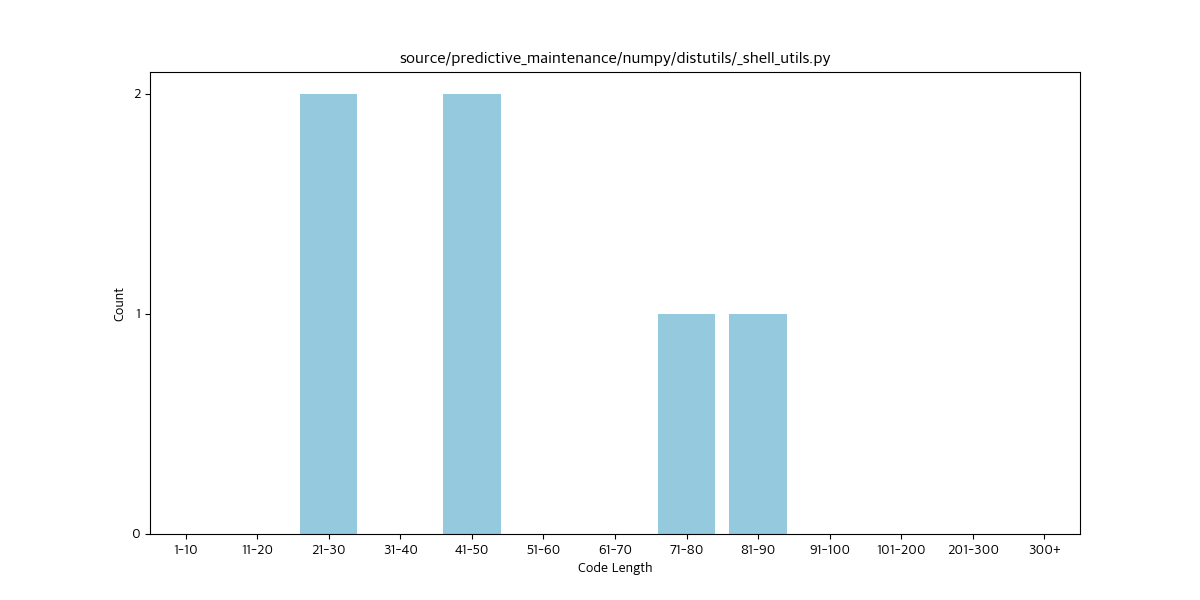 source/predictive_maintenance/numpy/distutils/_shell_utils.py
2
1
0
Count
1-10 11-20 21-30 31-40 41-50 51-60 61-70 71-80 81-90 91-100 101-200 201-300 300+
Code Length